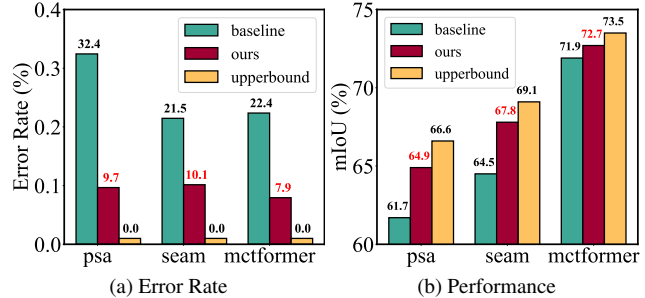 0.4
0.3
0.2
0.1
0.0
Error Rate (%)
baseline
ours
upperbound
32.4
9.7
0.0
21.5
10.1
0.0
22.4
7.9
0.0
psa
seam
mctformer
(a) Error Rate
75
70
65
60
mIoU (%)
baseline
ours
upperbound
61.7
64.9
66.6
64.5
67.8
69.1
71.9
72.7
73.5
psa
seam
mctformer
(b) Performance